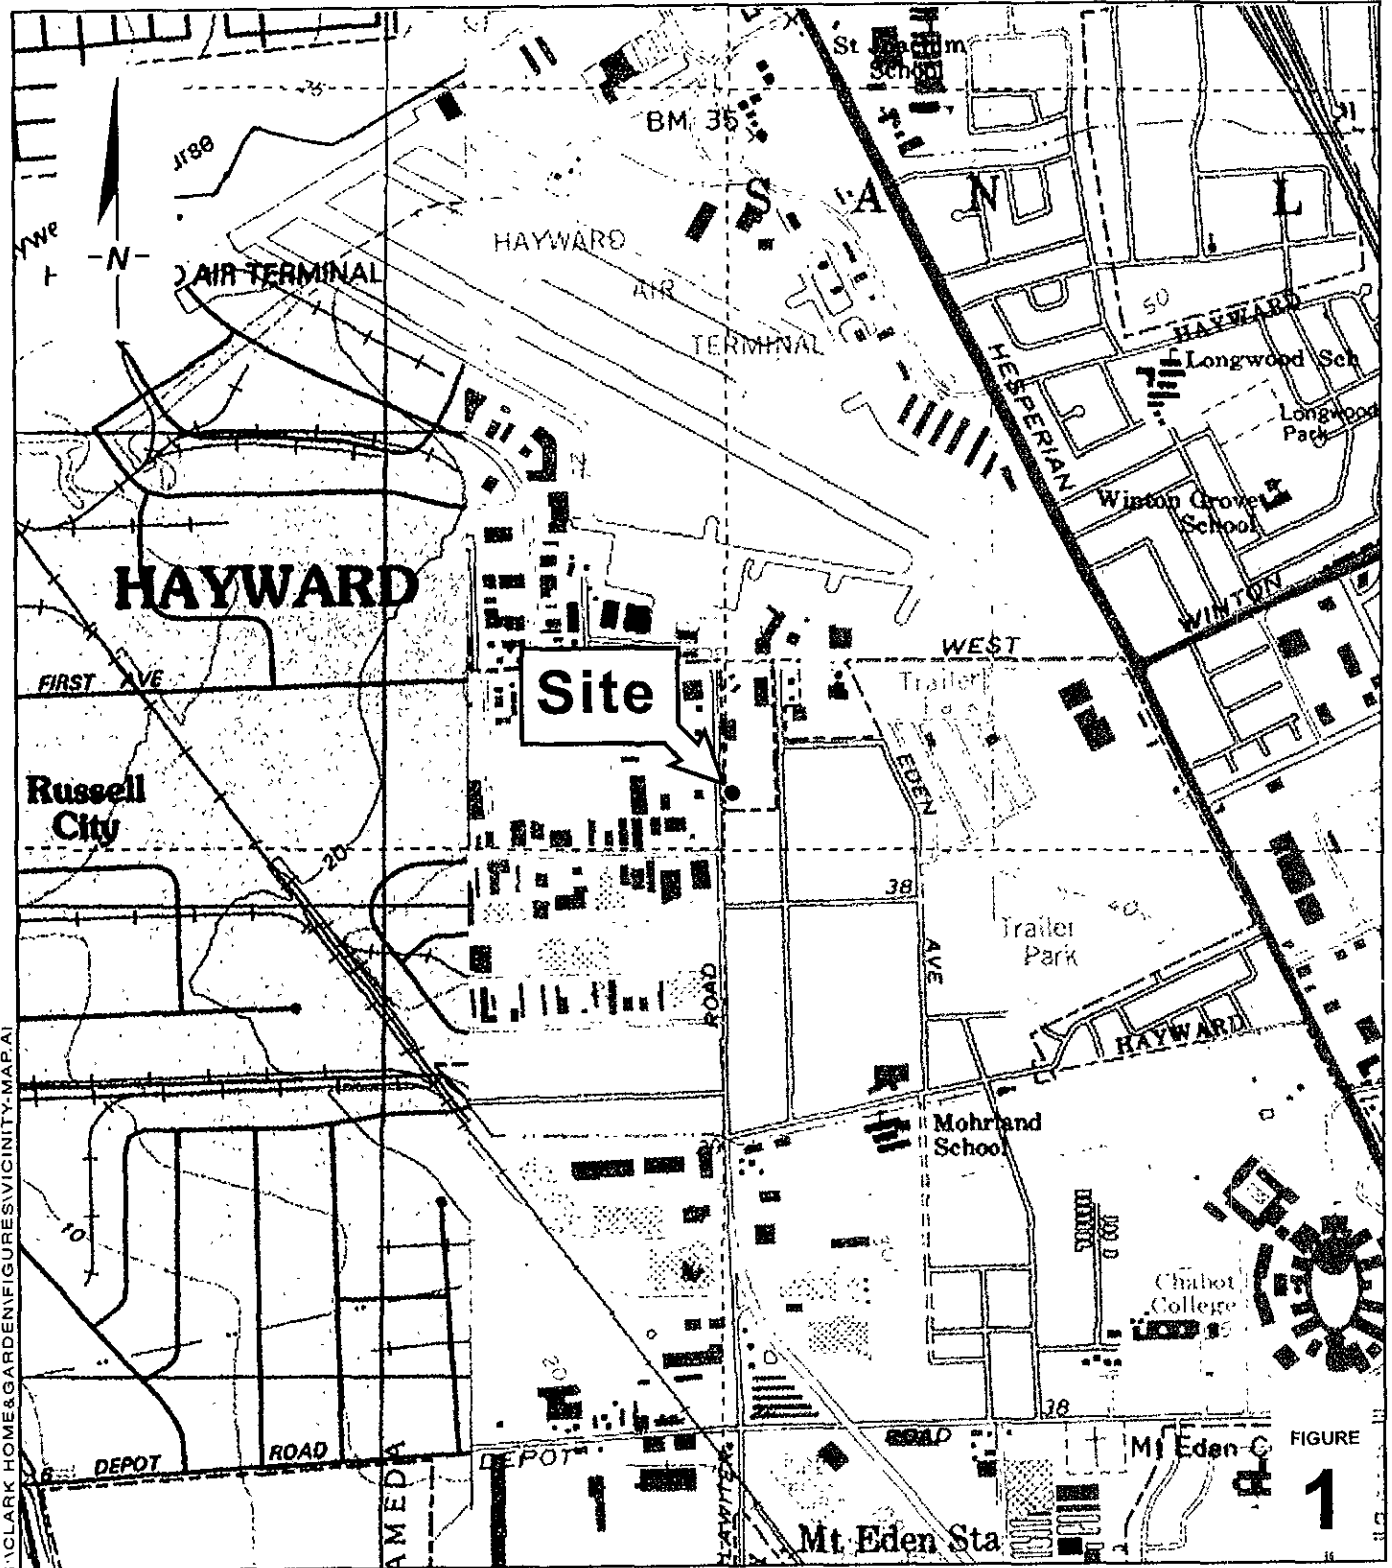 St Joachim
School
BM 35
S A N L
-N-
HAYWARD
AIR
TERMINAL
AIR TERMINAL
50
HAYWARD
Longwood Sch
Longwood
Park
HESPERIAN
Winton Grove
School
WINTON
HAYWARD
WEST
Trailer
FIRST AVE
Site
EDEN
Russell
City
20
38
40
Trailer
Park
AVE
ROAD
HAYWARD
Mohrland
School
10
Chabot
College
20
38
DEPOT ROAD
DEPOT
ROAD
Mt Eden
FIGURE
1
AMEDA
Mt Eden Sta
\CLARK HOME&GARDEN\FIGURES\VICINITY-MAP.AI